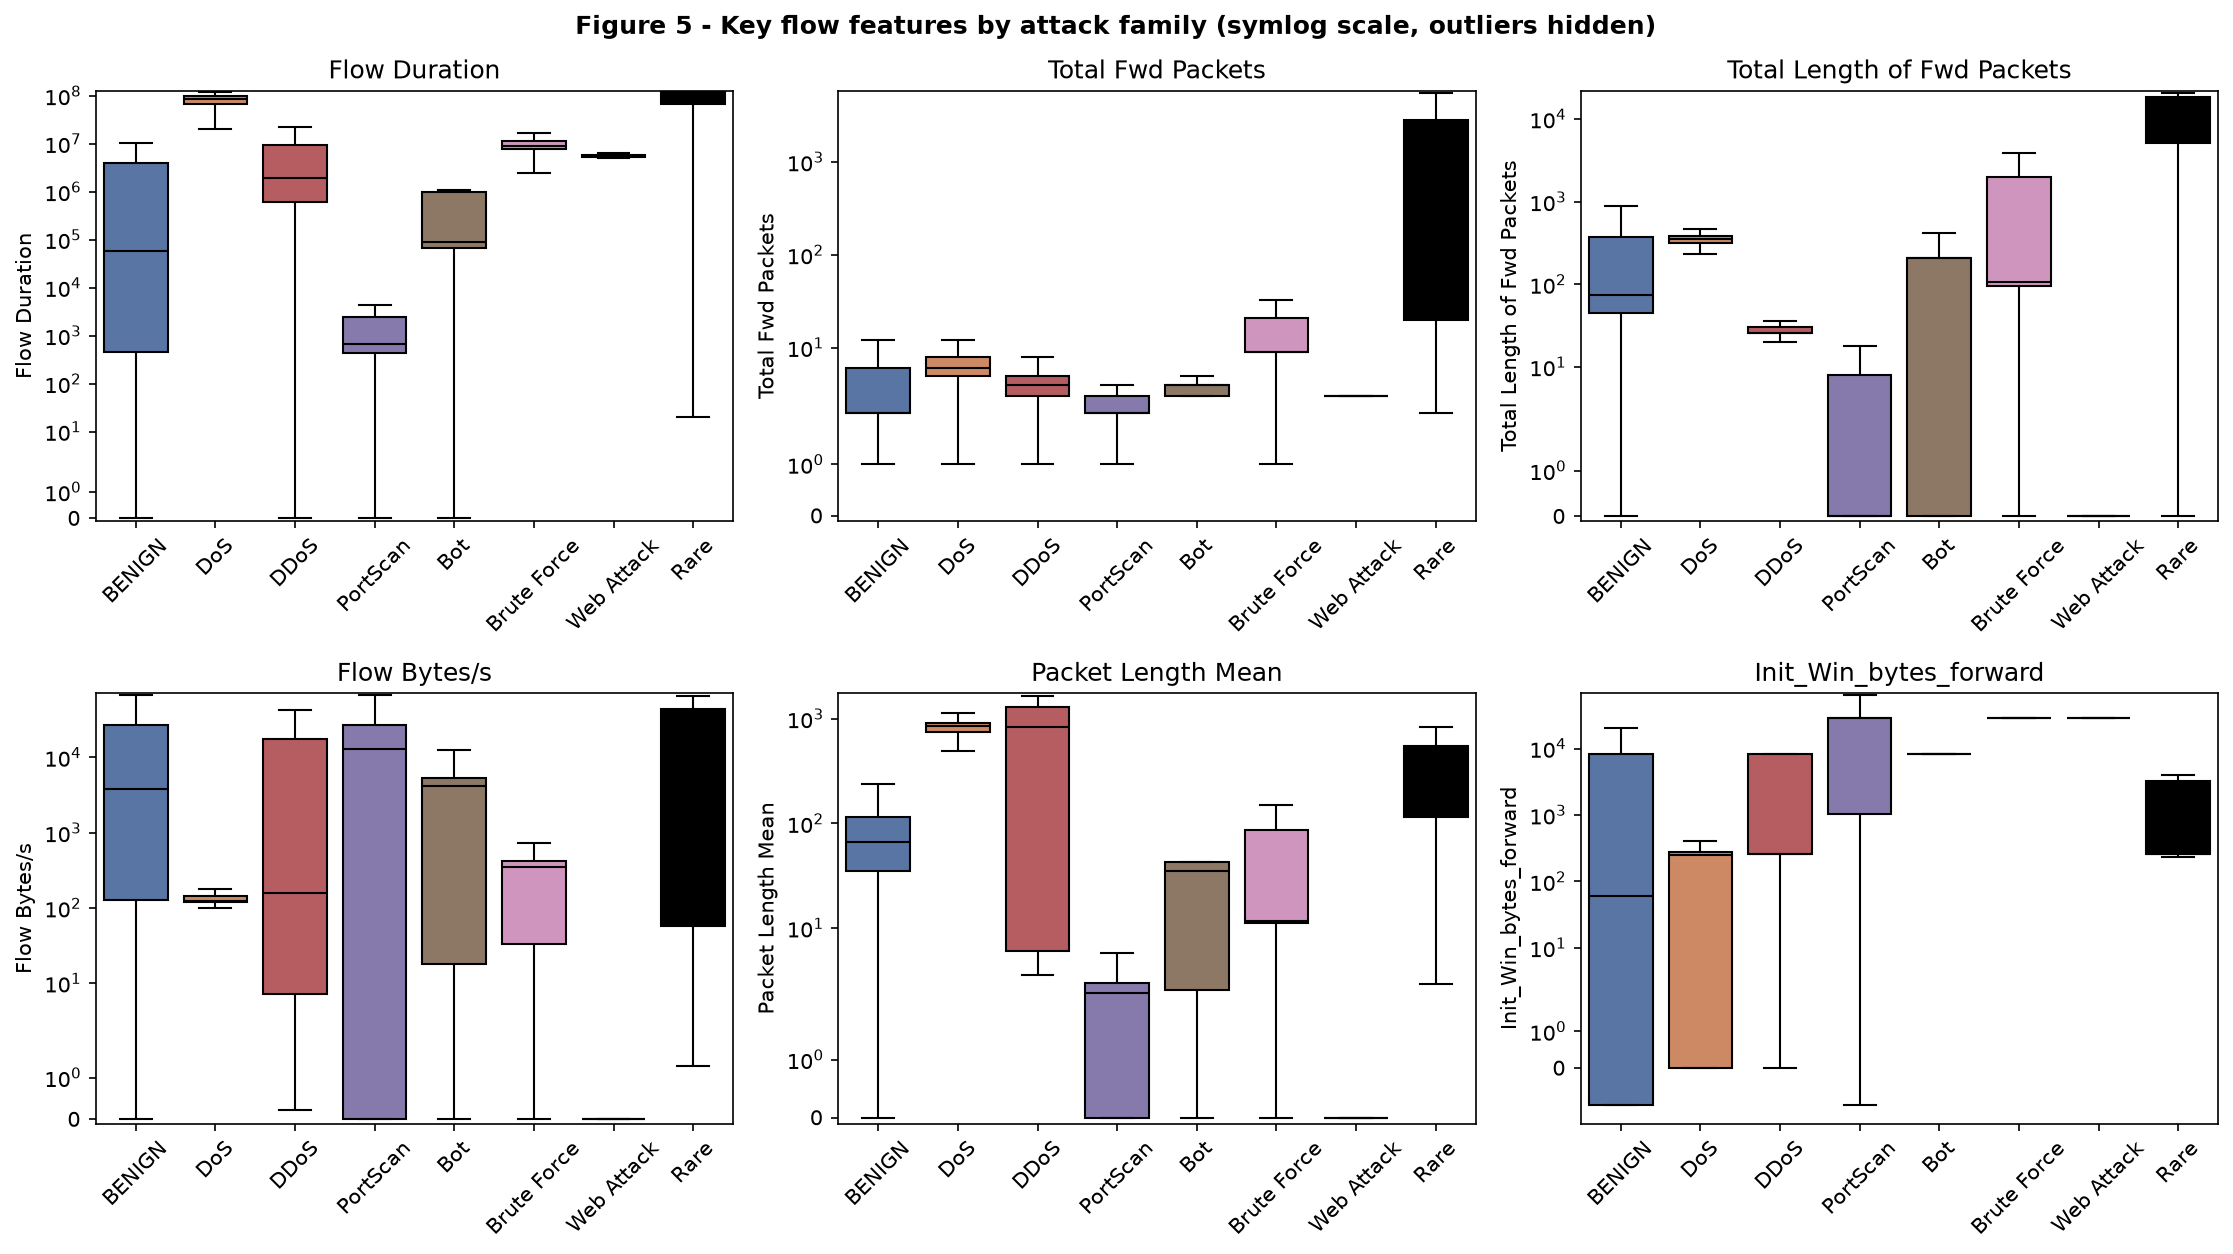 Figure 5 - Key flow features by attack family (symlog scale, outliers hidden)
Flow Duration
Flow Duration
10^8
10^7
10^6
10^5
10^4
10^3
10^2
10^1
10^0
0
BENIGN
DoS
DDoS
PortScan
Bot
Brute Force
Web Attack
Rare
Total Fwd Packets
Total Fwd Packets
10^3
10^2
10^1
10^0
0
BENIGN
DoS
DDoS
PortScan
Bot
Brute Force
Web Attack
Rare
Total Length of Fwd Packets
Total Length of Fwd Packets
10^4
10^3
10^2
10^1
10^0
0
BENIGN
DoS
DDoS
PortScan
Bot
Brute Force
Web Attack
Rare
Flow Bytes/s
Flow Bytes/s
10^4
10^3
10^2
10^1
10^0
0
BENIGN
DoS
DDoS
PortScan
Bot
Brute Force
Web Attack
Rare
Packet Length Mean
Packet Length Mean
10^3
10^2
10^1
10^0
0
BENIGN
DoS
DDoS
PortScan
Bot
Brute Force
Web Attack
Rare
Init_Win_bytes_forward
Init_Win_bytes_forward
10^4
10^3
10^2
10^1
10^0
0
BENIGN
DoS
DDoS
PortScan
Bot
Brute Force
Web Attack
Rare